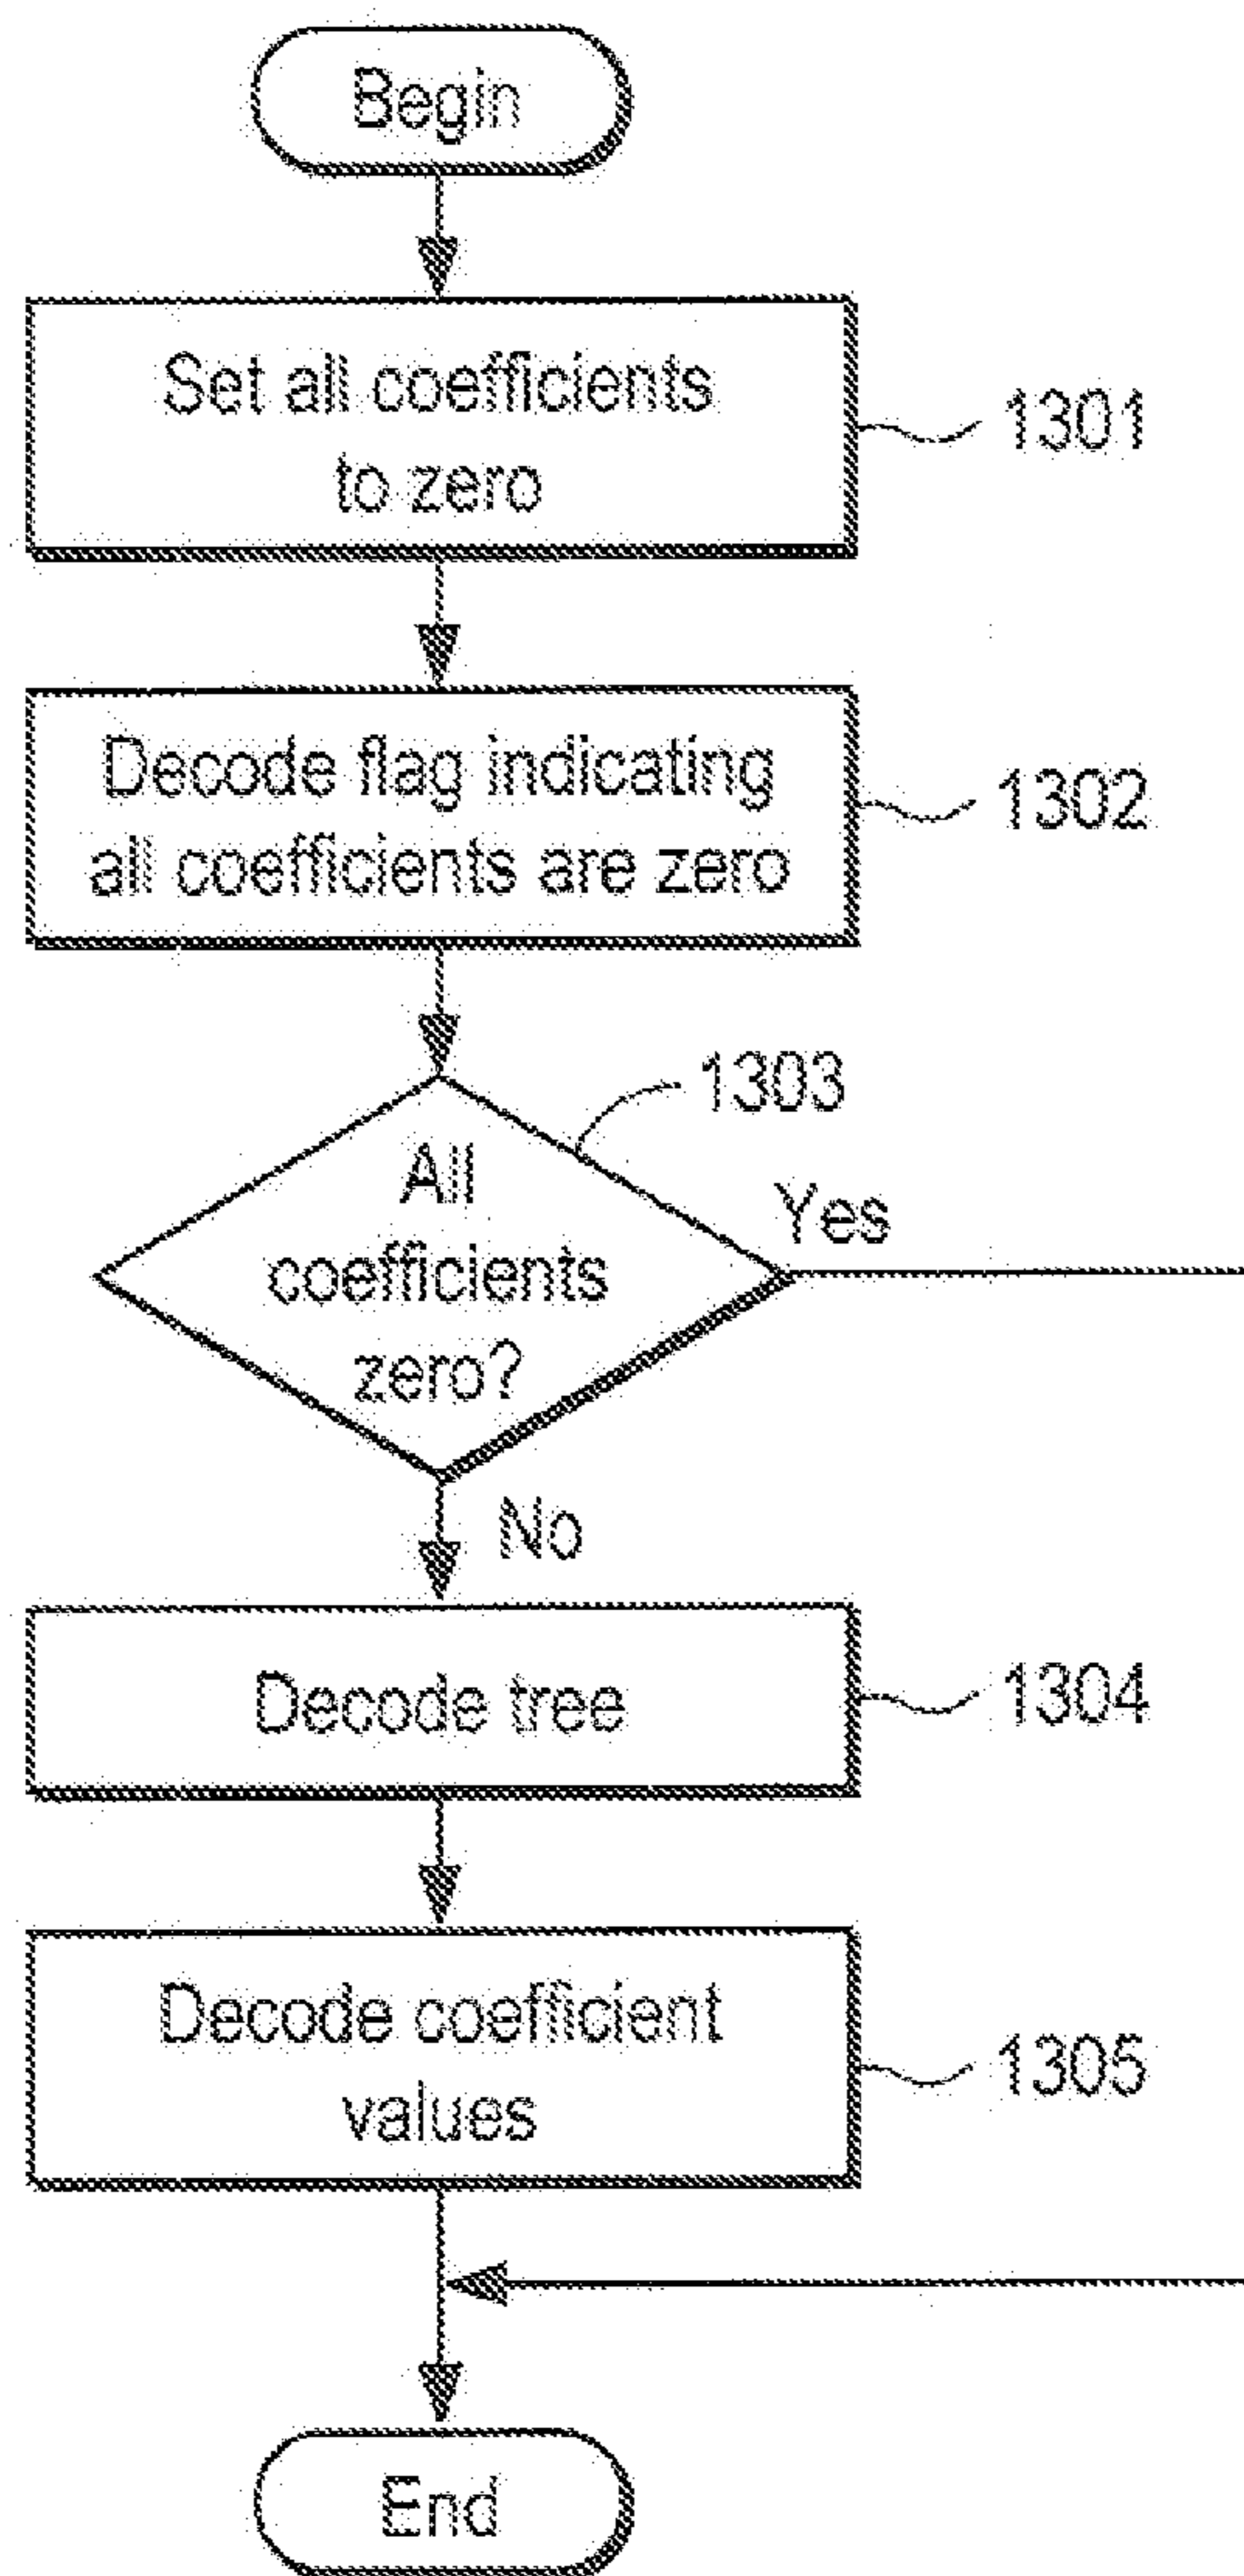 Begin
Set all coefficients
to zero
1301
Decode flag indicating
all coefficients are zero
1302
1303
All
coefficients
zero?
Yes
No
Decode tree
1304
Decode coefficient
values
1305
End